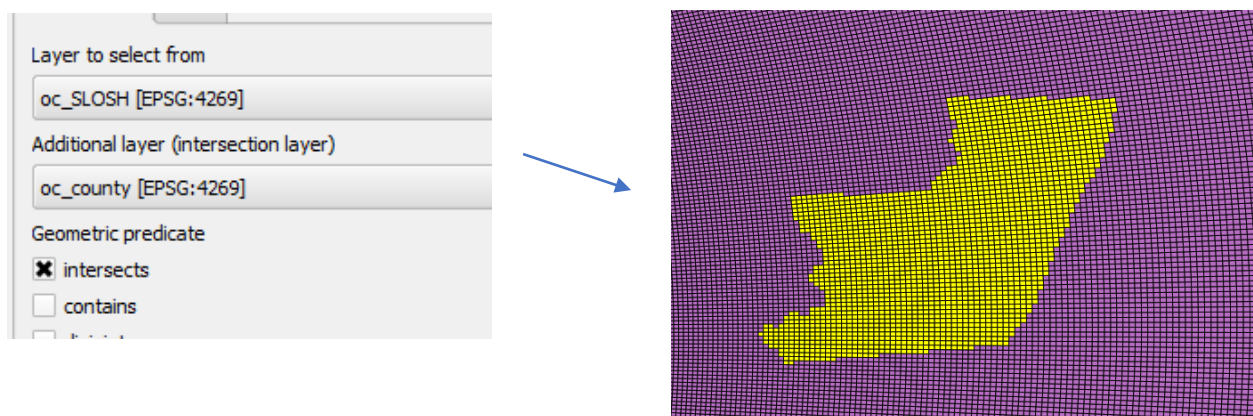 Layer to select from
oc_SLOSH [EPSG:4269]
Additional layer (intersection layer)
oc_county [EPSG:4269]
Geometric predicate
intersects
contains